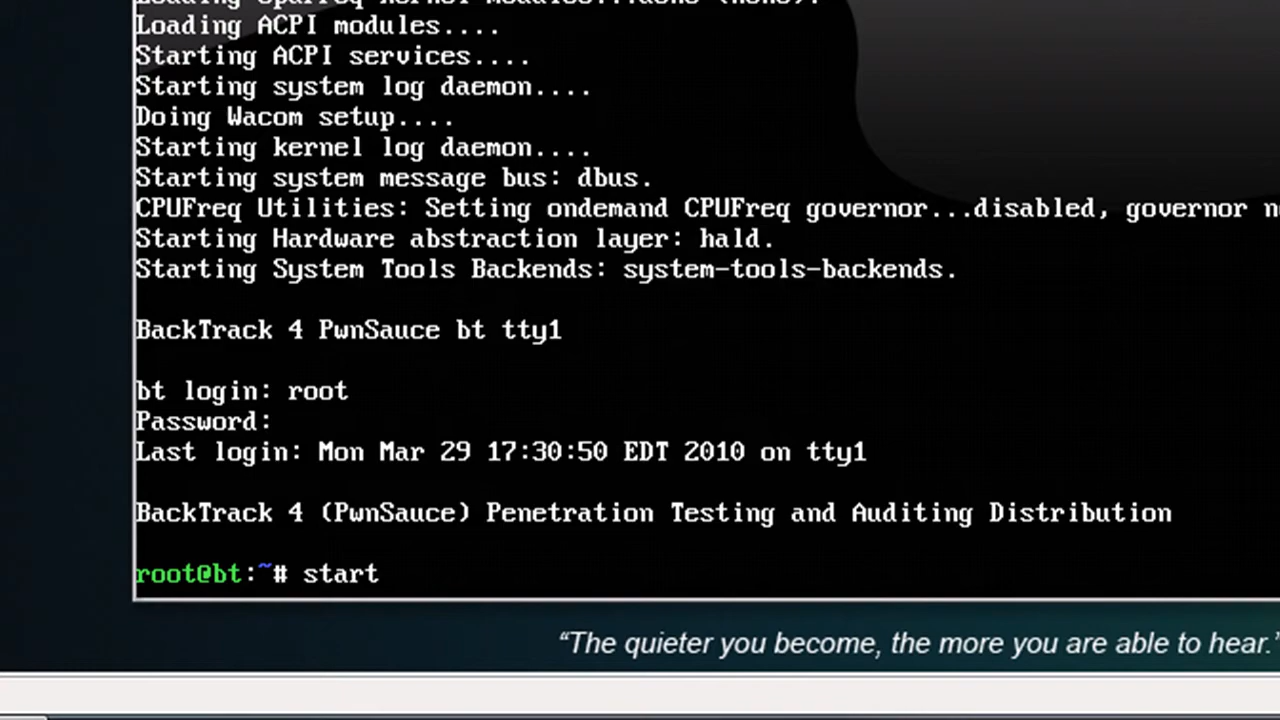 Loading ACPI modules....
Starting ACPI services....
Starting system log daemon....
Doing Wacom setup....
Starting kernel log daemon....
Starting system message bus: dbus.
CPUFreq Utilities: Setting ondemand CPUFreq governor...disabled, governor n
Starting Hardware abstraction layer: hald.
Starting System Tools Backends: system-tools-backends.
BackTrack 4 PwnSauce bt tty1
bt login: root
Password:
Last login: Mon Mar 29 17:30:50 EDT 2010 on tty1
BackTrack 4 (PwnSauce) Penetration Testing and Auditing Distribution
root@bt:~# start
“The quieter you become, the more you are able to hear.”